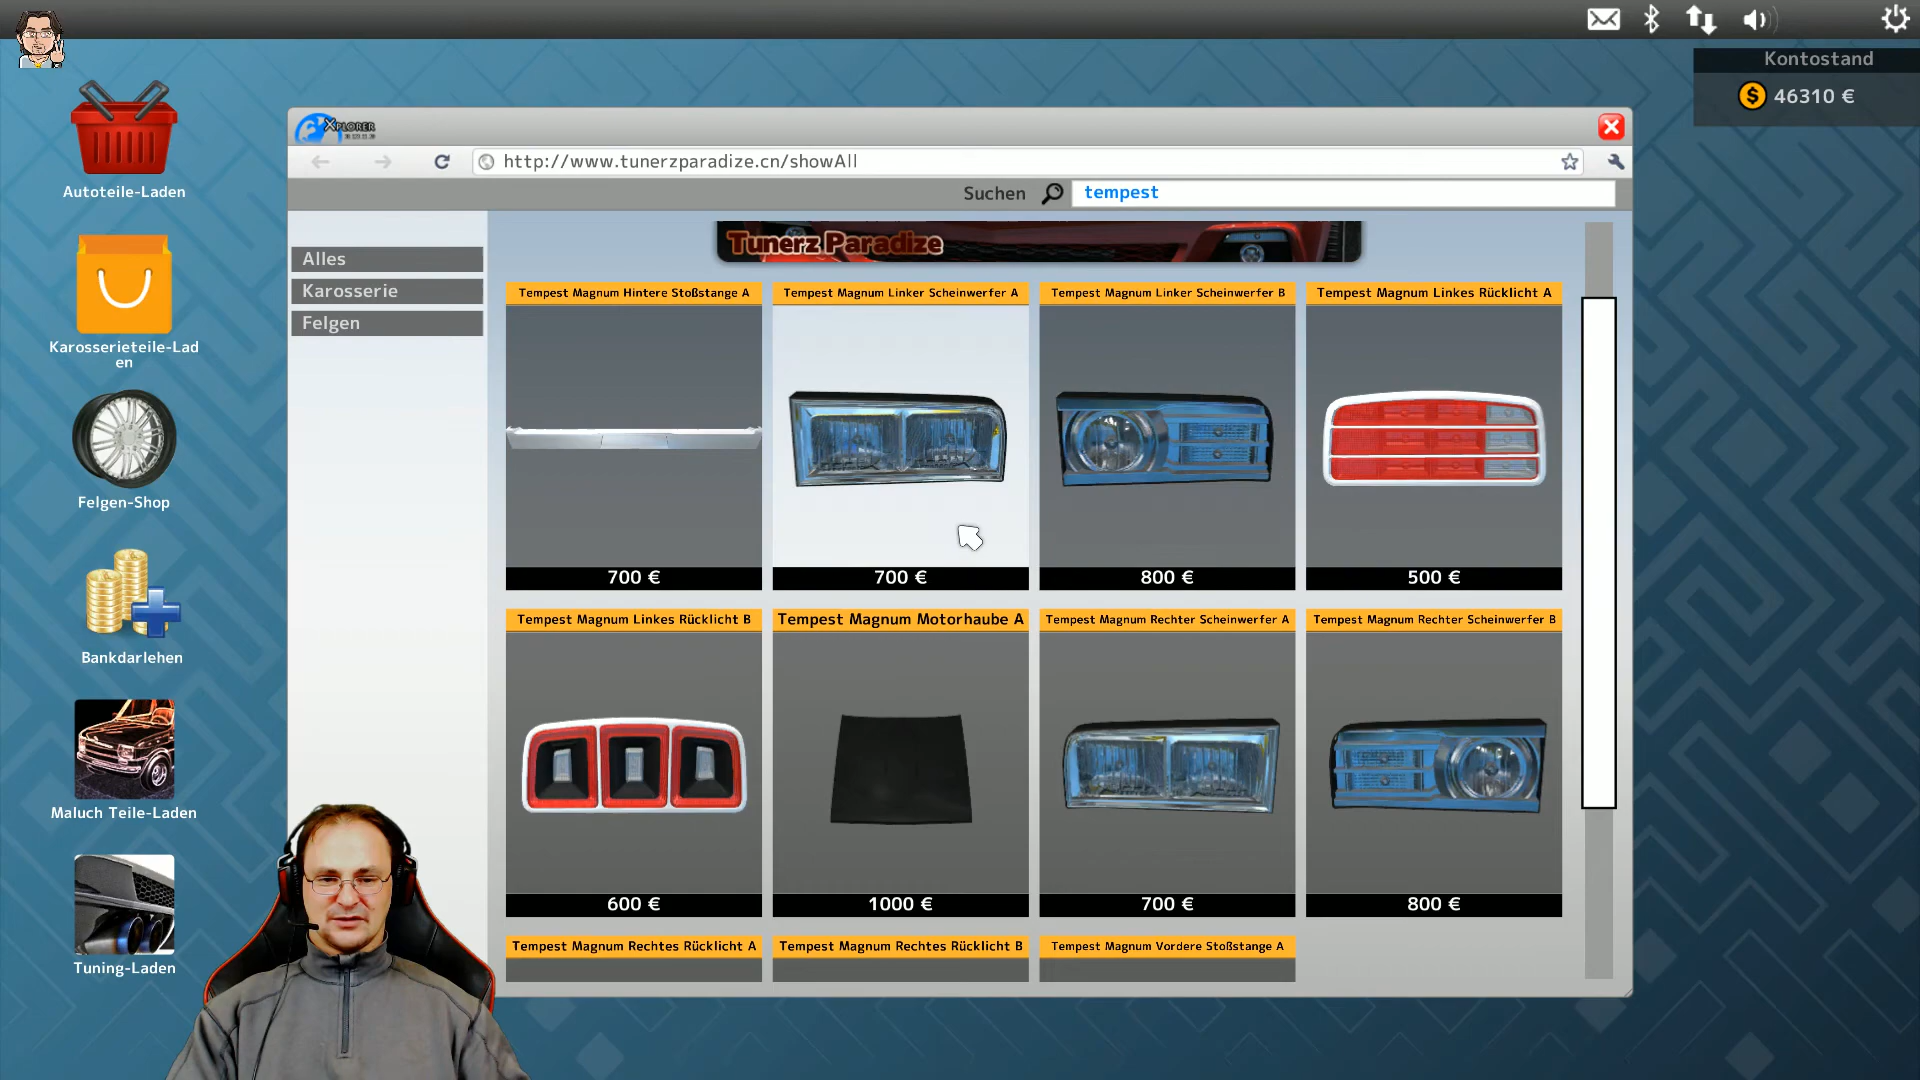 Kontostand
$ 46310 €
XPLORER
http://www.tunerzparadize.cn/showAll
Suchen
tempest
Autoteile-Laden
Karosserieteile-Lad
en
Felgen-Shop
Bankdarlehen
Maluch Teile-Laden
Tuning-Laden
Alles
Karosserie
Felgen
Tunerz Paradize
Tempest Magnum Hintere Stoßstange A
Tempest Magnum Linker Scheinwerfer A
Tempest Magnum Linker Scheinwerfer B
Tempest Magnum Linkes Rücklicht A
700 €
700 €
800 €
500 €
Tempest Magnum Linkes Rücklicht B
Tempest Magnum Motorhaube A
Tempest Magnum Rechter Scheinwerfer A
Tempest Magnum Rechter Scheinwerfer B
600 €
1000 €
700 €
800 €
Tempest Magnum Rechtes Rücklicht A
Tempest Magnum Rechtes Rücklicht B
Tempest Magnum Vordere Stoßstange A